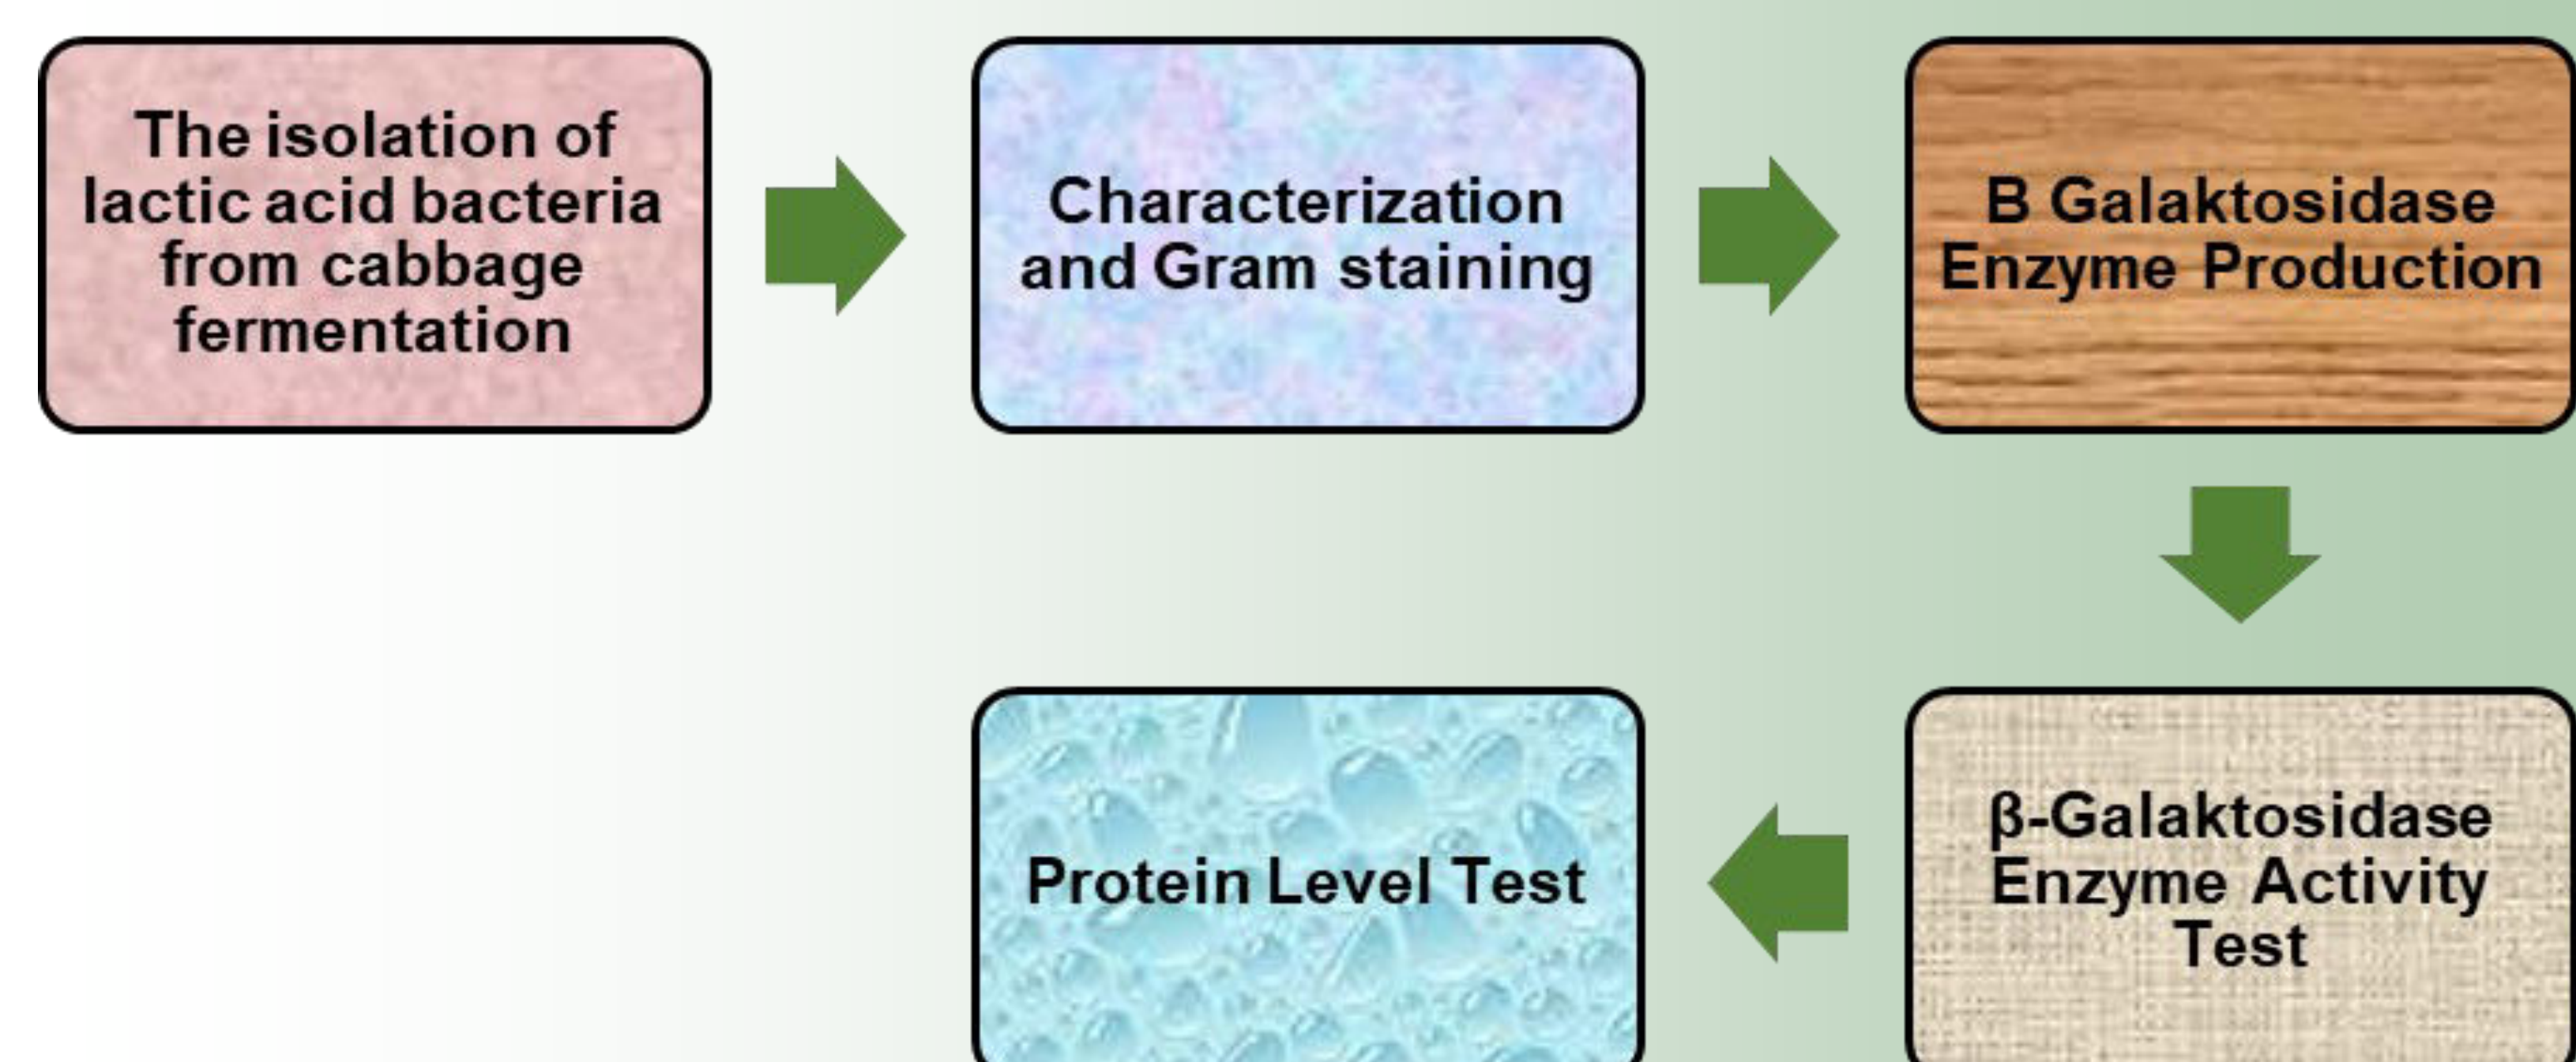 The isolation of
lactic acid bacteria
from cabbage
fermentation
Characterization
and Gram staining
B Galaktosidase
Enzyme Production
β-Galaktosidase
Enzyme Activity
Test
Protein Level Test